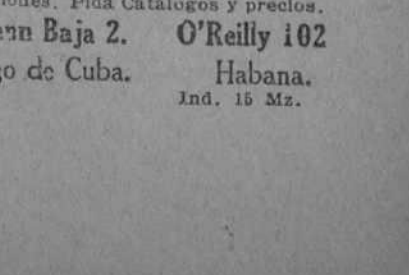 Pida Catálogos y precios.
Baja 2. O'Reilly 102
de Cuba. Habana.
Ind. 15 Mz.